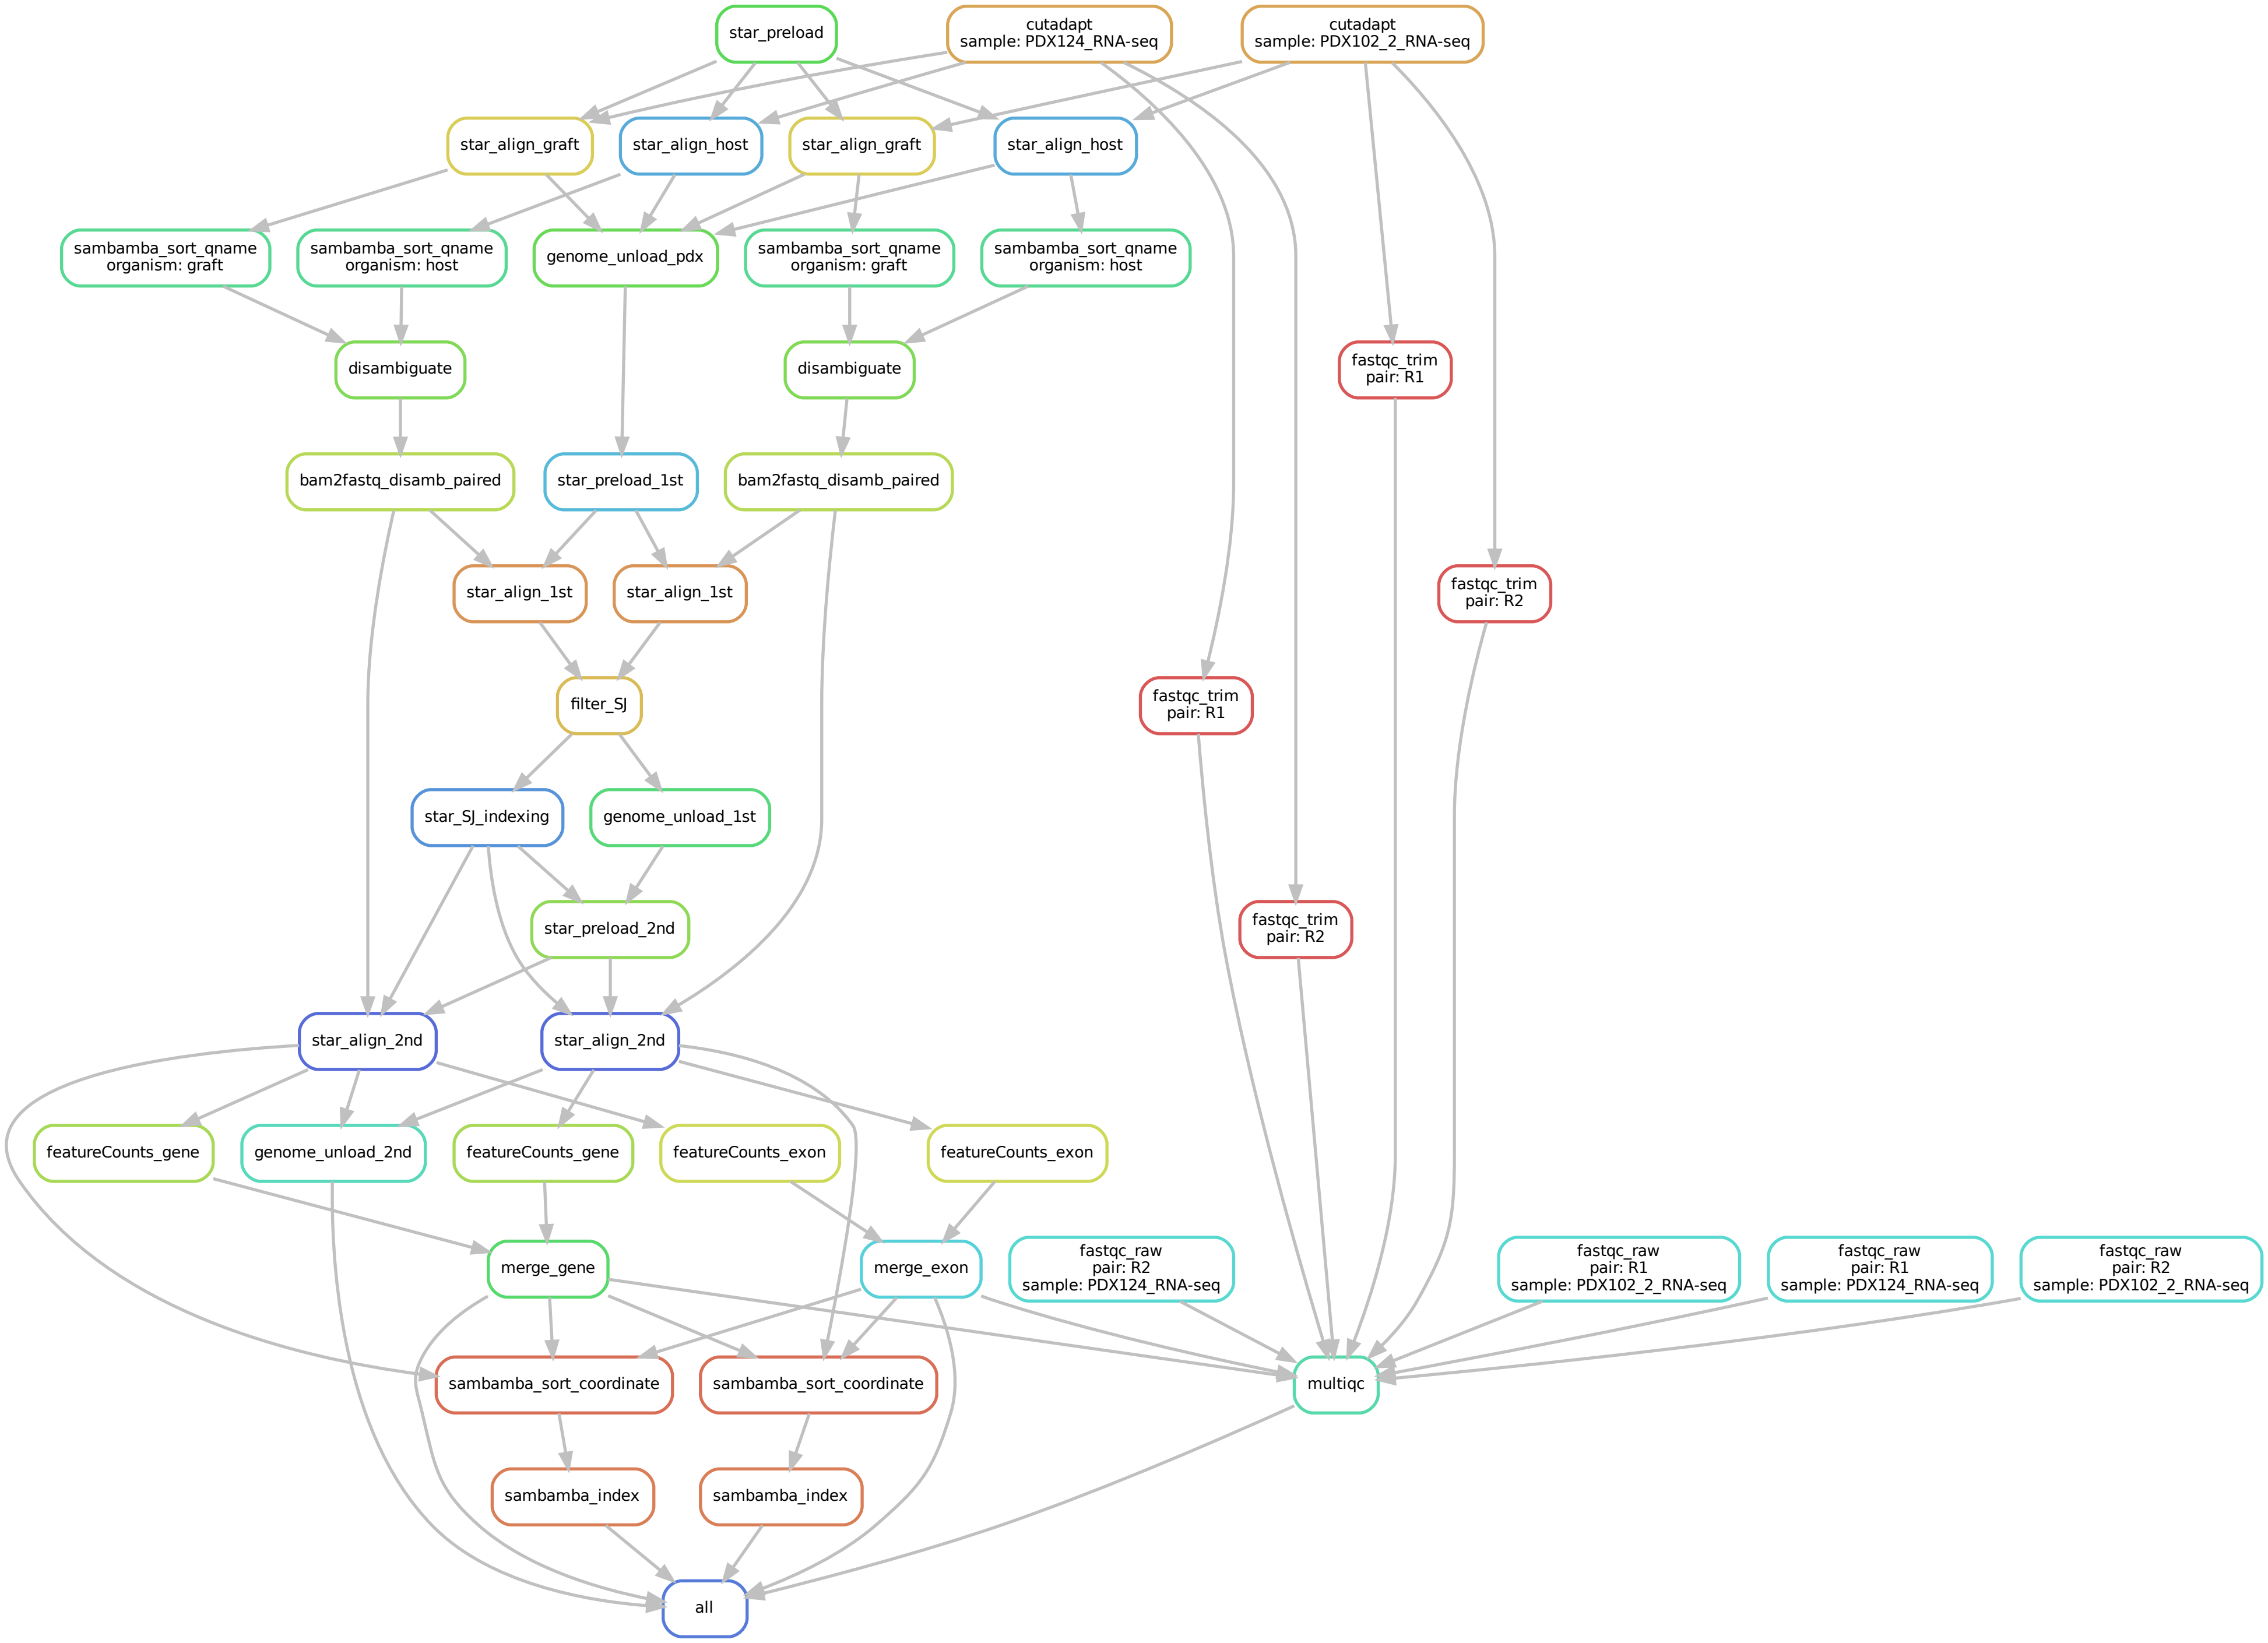 star_preload
cutadapt
sample: PDX124_RNA-seq
cutadapt
sample: PDX102_2_RNA-seq
star_align_graft
star_align_host
star_align_graft
star_align_host
sambamba_sort_qname
organism: graft
sambamba_sort_qname
organism: host
genome_unload_pdx
sambamba_sort_qname
organism: graft
sambamba_sort_qname
organism: host
disambiguate
disambiguate
fastqc_trim
pair: R1
bam2fastq_disamb_paired
star_preload_1st
bam2fastq_disamb_paired
star_align_1st
star_align_1st
fastqc_trim
pair: R2
filter_SJ
fastqc_trim
pair: R1
star_SJ_indexing
genome_unload_1st
star_preload_2nd
fastqc_trim
pair: R2
star_align_2nd
star_align_2nd
featureCounts_gene
genome_unload_2nd
featureCounts_gene
featureCounts_exon
featureCounts_exon
merge_gene
merge_exon
fastqc_raw
pair: R2
sample: PDX124_RNA-seq
fastqc_raw
pair: R1
sample: PDX102_2_RNA-seq
fastqc_raw
pair: R1
sample: PDX124_RNA-seq
fastqc_raw
pair: R2
sample: PDX102_2_RNA-seq
sambamba_sort_coordinate
sambamba_sort_coordinate
multiqc
sambamba_index
sambamba_index
all